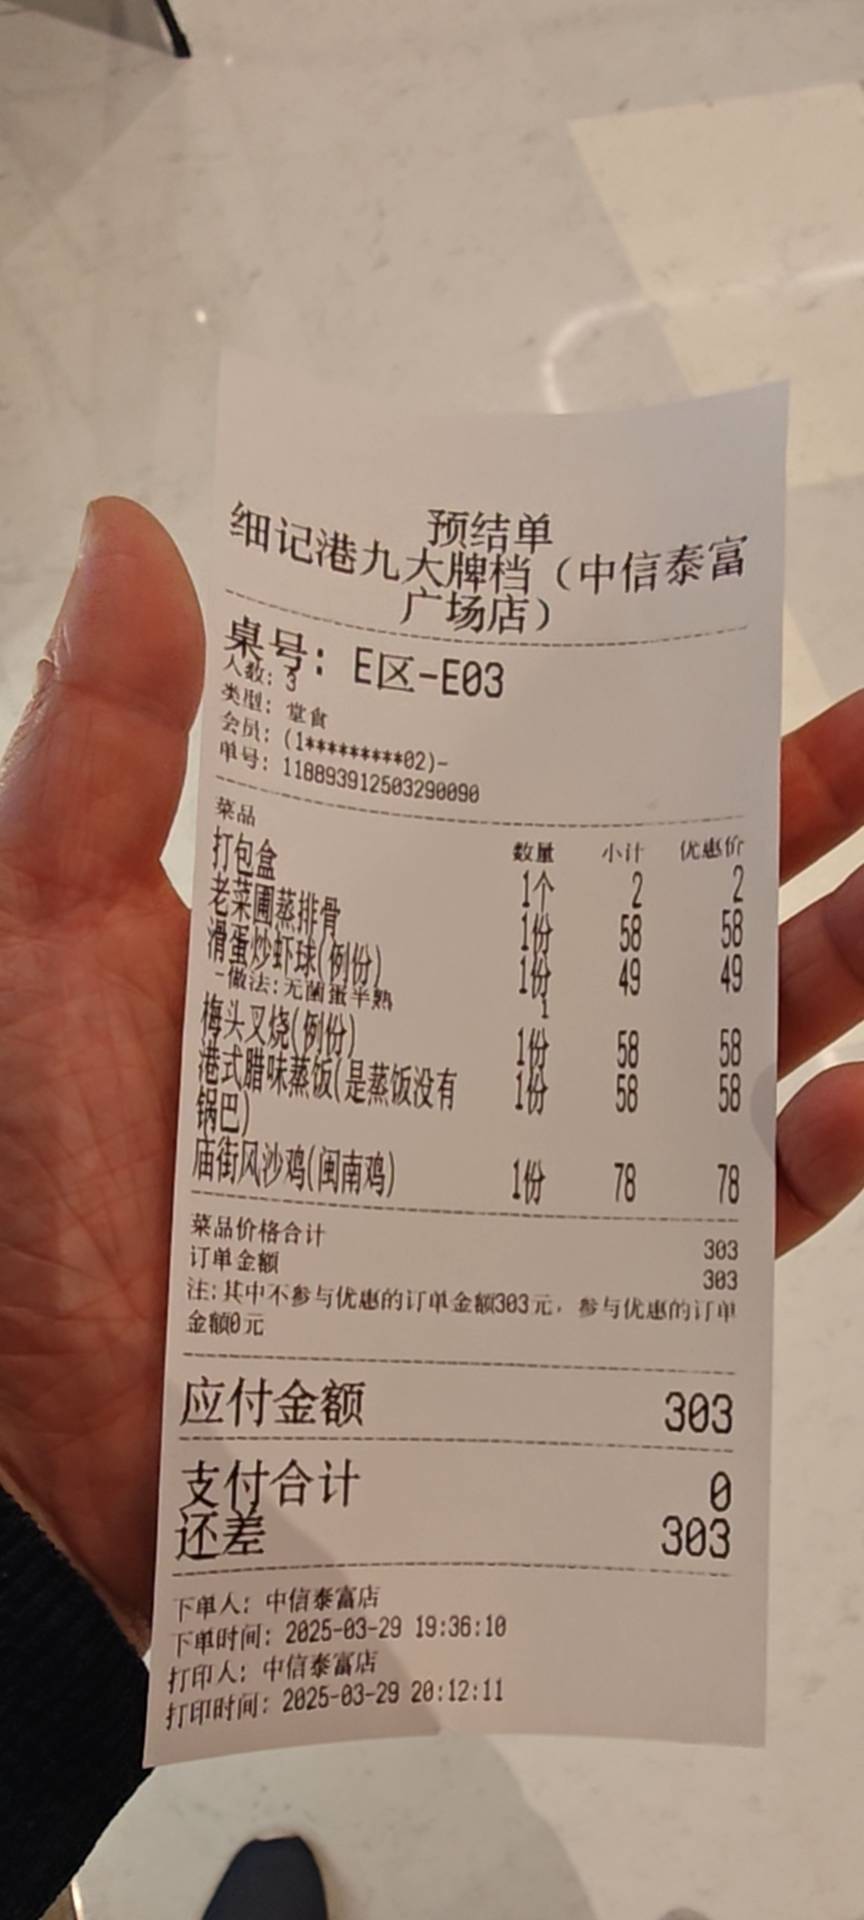 预结单
细记港九大牌档（中信泰富
广场店）
桌号: E区-E03
人数: 3
类型: 堂食
会员: (1*********02)-
单号: 118893912503290090
菜品 数量 小计 优惠价
打包盒 1个 2 2
老菜圃蒸排骨 1份 58 58
滑蛋炒虾球(例份) 1份 49 49
-做法:无菌蛋半熟 1
梅头叉烧(例份) 1份 58 58
港式腊味蒸饭(是蒸饭没有 1份 58 58
锅巴)
庙街风沙鸡(闽南鸡) 1份 78 78
菜品价格合计 303
订单金额 303
注:其中不参与优惠的订单金额303元, 参与优惠的订单
金额0元
应付金额 303
支付合计 0
还差 303
下单人: 中信泰富店
下单时间: 2025-03-29 19:36:10
打印人: 中信泰富店
打印时间: 2025-03-29 20:12:11